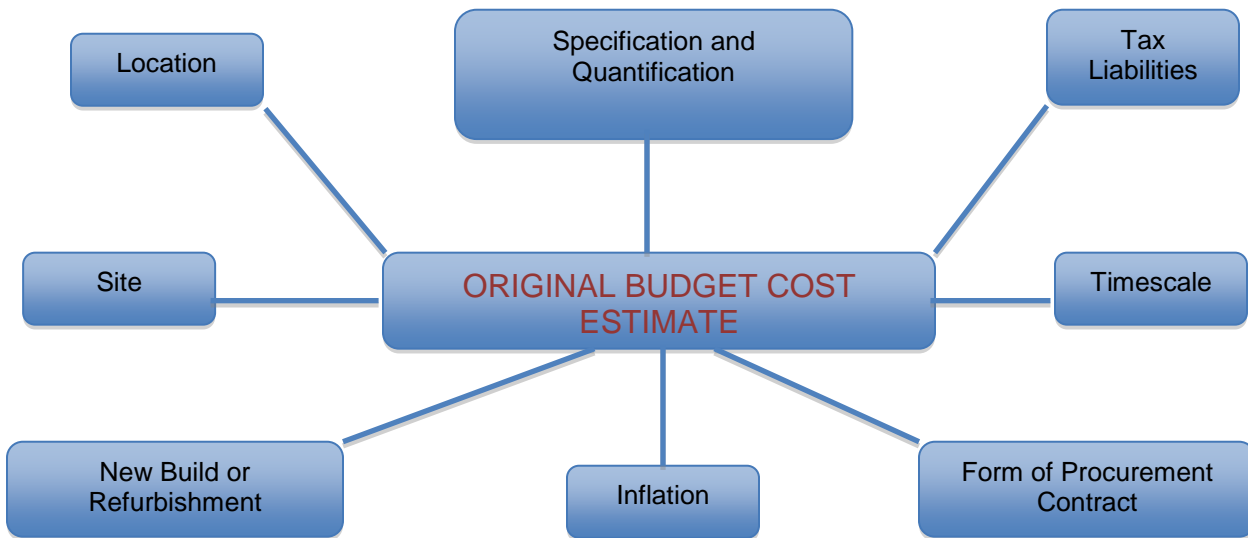 Location
Specification and
Quantification
Tax
Liabilities
Site
ORIGINAL BUDGET COST
ESTIMATE
Timescale
New Build or
Refurbishment
Inflation
Form of Procurement
Contract